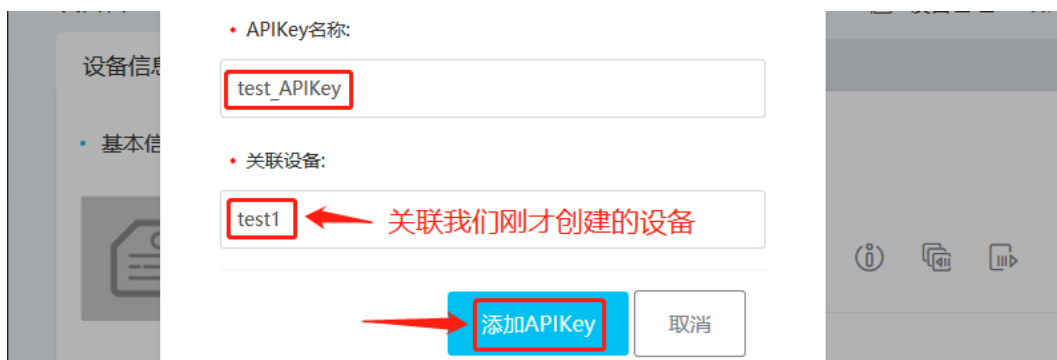 APIKey名称:
设备信息
test_APIKey
基本信
关联设备:
test1
关联我们刚才创建的设备
添加APIKey
取消